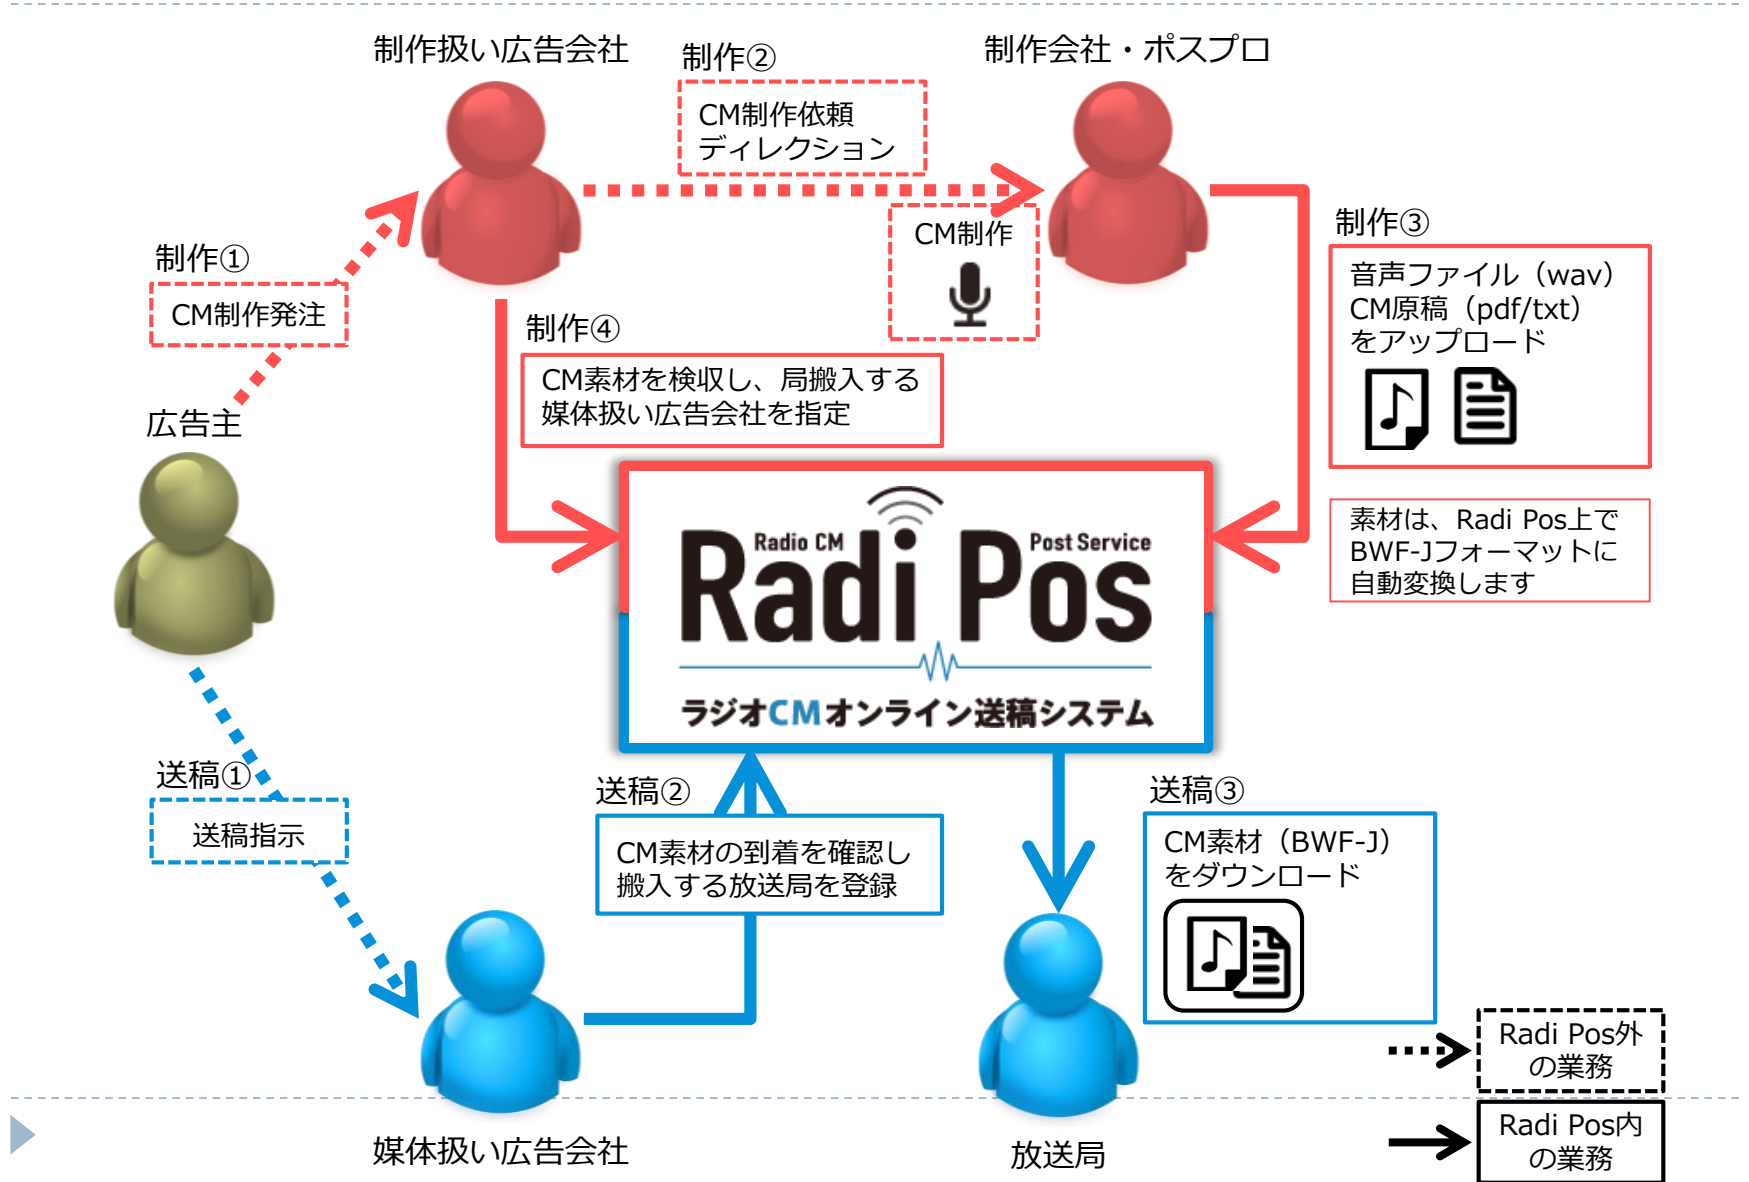 制作扱い広告会社
制作②
CM制作依頼
ディレクション
制作会社・ポスプロ
CM制作
制作①
CM制作発注
制作③
音声ファイル（wav）
CM原稿（pdf/txt）
をアップロード
制作④
CM素材を検収し、局搬入する
媒体扱い広告会社を指定
広告主
素材は、Radi Pos上で
BWF-Jフォーマットに
自動変換します
Radio CM
Post Service
Radi Pos
ラジオCMオンライン送稿システム
送稿①
送稿指示
送稿②
CM素材の到着を確認し
搬入する放送局を登録
送稿③
CM素材（BWF-J）
をダウンロード
媒体扱い広告会社
放送局
Radi Pos外
の業務
Radi Pos内
の業務